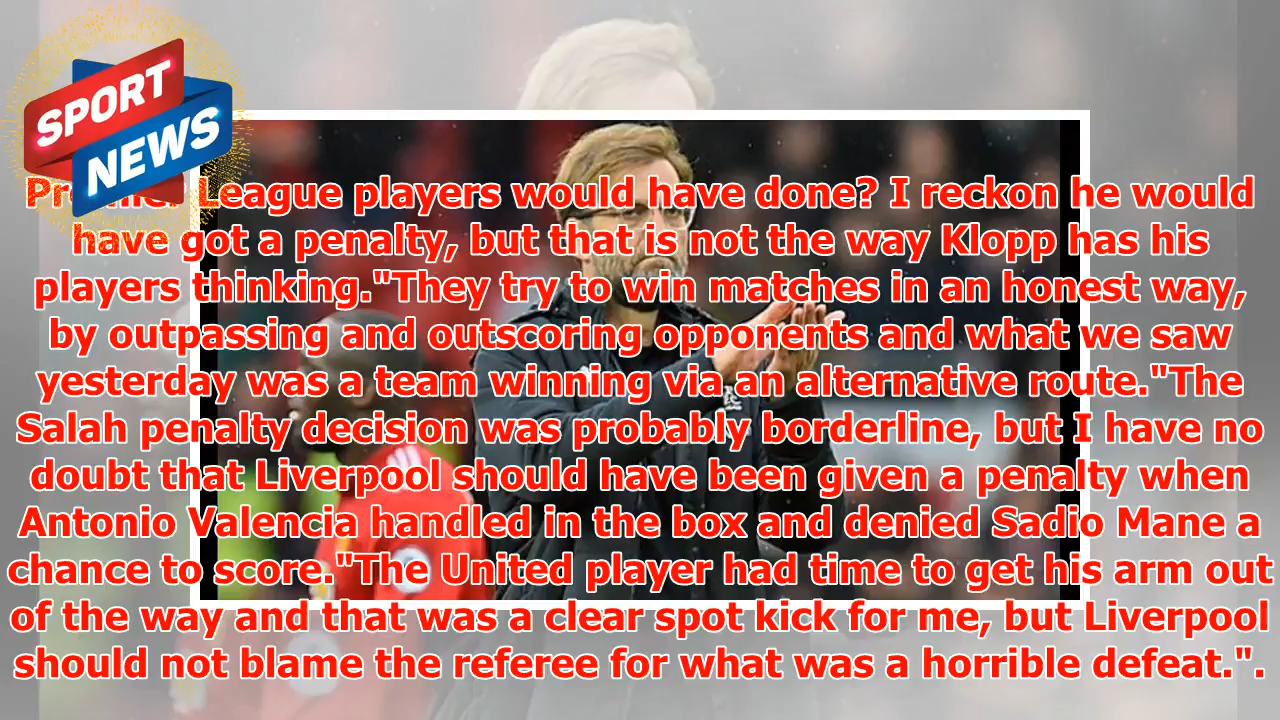 SPORT
NEWS
Premier League players would have done? I reckon he would
have got a penalty, but that is not the way Klopp has his
players thinking."They try to win matches in an honest way,
by outpassing and outscoring opponents and what we saw
yesterday was a team winning via an alternative route."The
Salah penalty decision was probably borderline, but I have no
doubt that Liverpool should have been given a penalty when
Antonio Valencia handled in the box and denied Sadio Mane a
chance to score."The United player had time to get his arm out
of the way and that was a clear spot kick for me, but Liverpool
should not blame the referee for what was a horrible defeat.".